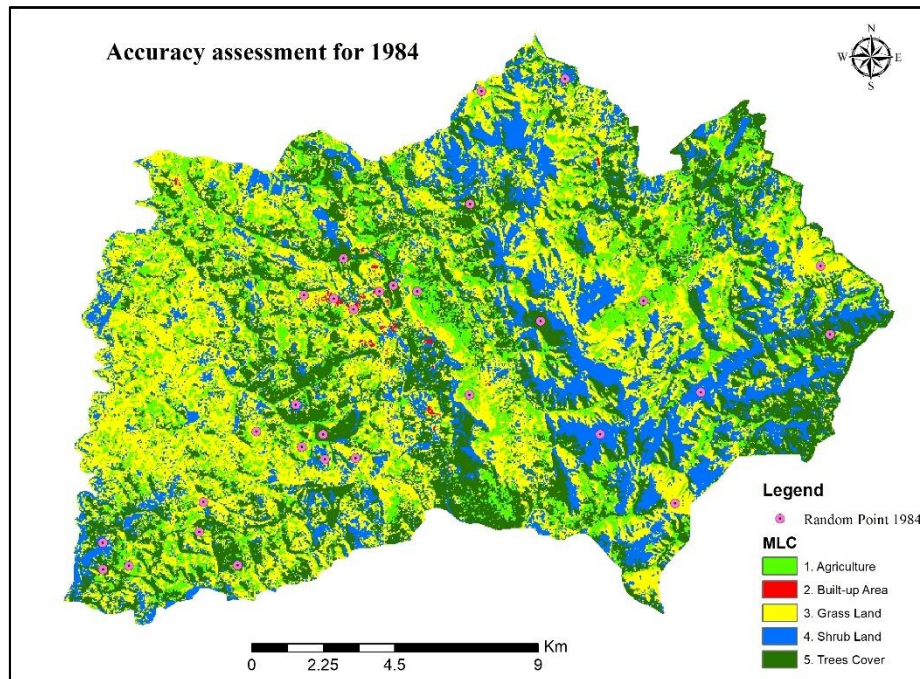 Accuracy assessment for 1984
N
W E
S
Legend
Random Point 1984
MLC
1. Agriculture
2. Built-up Area
3. Grass Land
4. Shrub Land
5. Trees Cover
Km
0 2.25 4.5 9